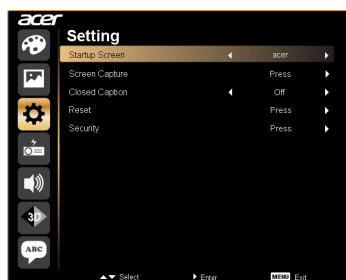 acer
Setting
Startup Screen acer
Screen Capture Press
Closed Caption Off
Reset Press
Security Press
3D
ABC
Select Enter MENU Exit